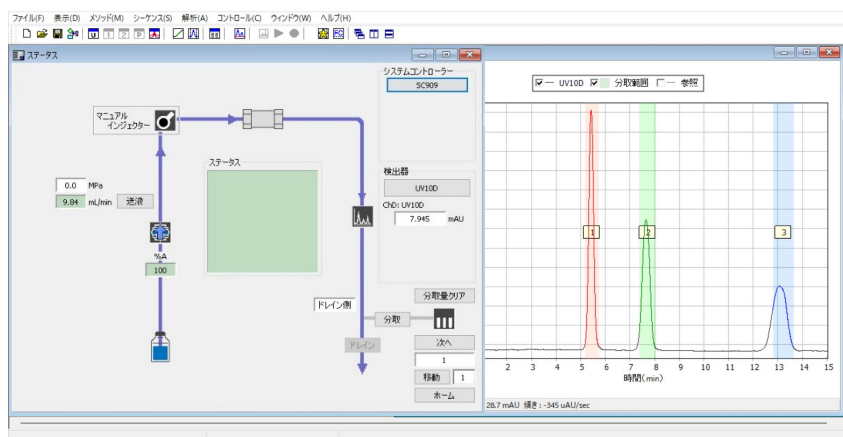 ファイル(F) 表示(D) メソッド(M) シーケンス(S) 解析(A) コントロール(C) ウィンドウ(W) ヘルプ(H)
ステータス
システムコントローラー
SC909
マニュアル
インジェクター
ステータス
0.0 MPa
9.84 mL/min 送液
%A
100
検出器
UV10D
ChD: UV10D
7.945 mAU
分取量クリア
ドレイン側
分取
ドレイン
次へ
1
移動 1
ホーム
UV10D 分取範囲 参照
1 2 3
2 3 4 5 6 7 8 9 10 11 12 13 14 15
時間(min)
28.7 mAU 傾き: -345 uAU/sec